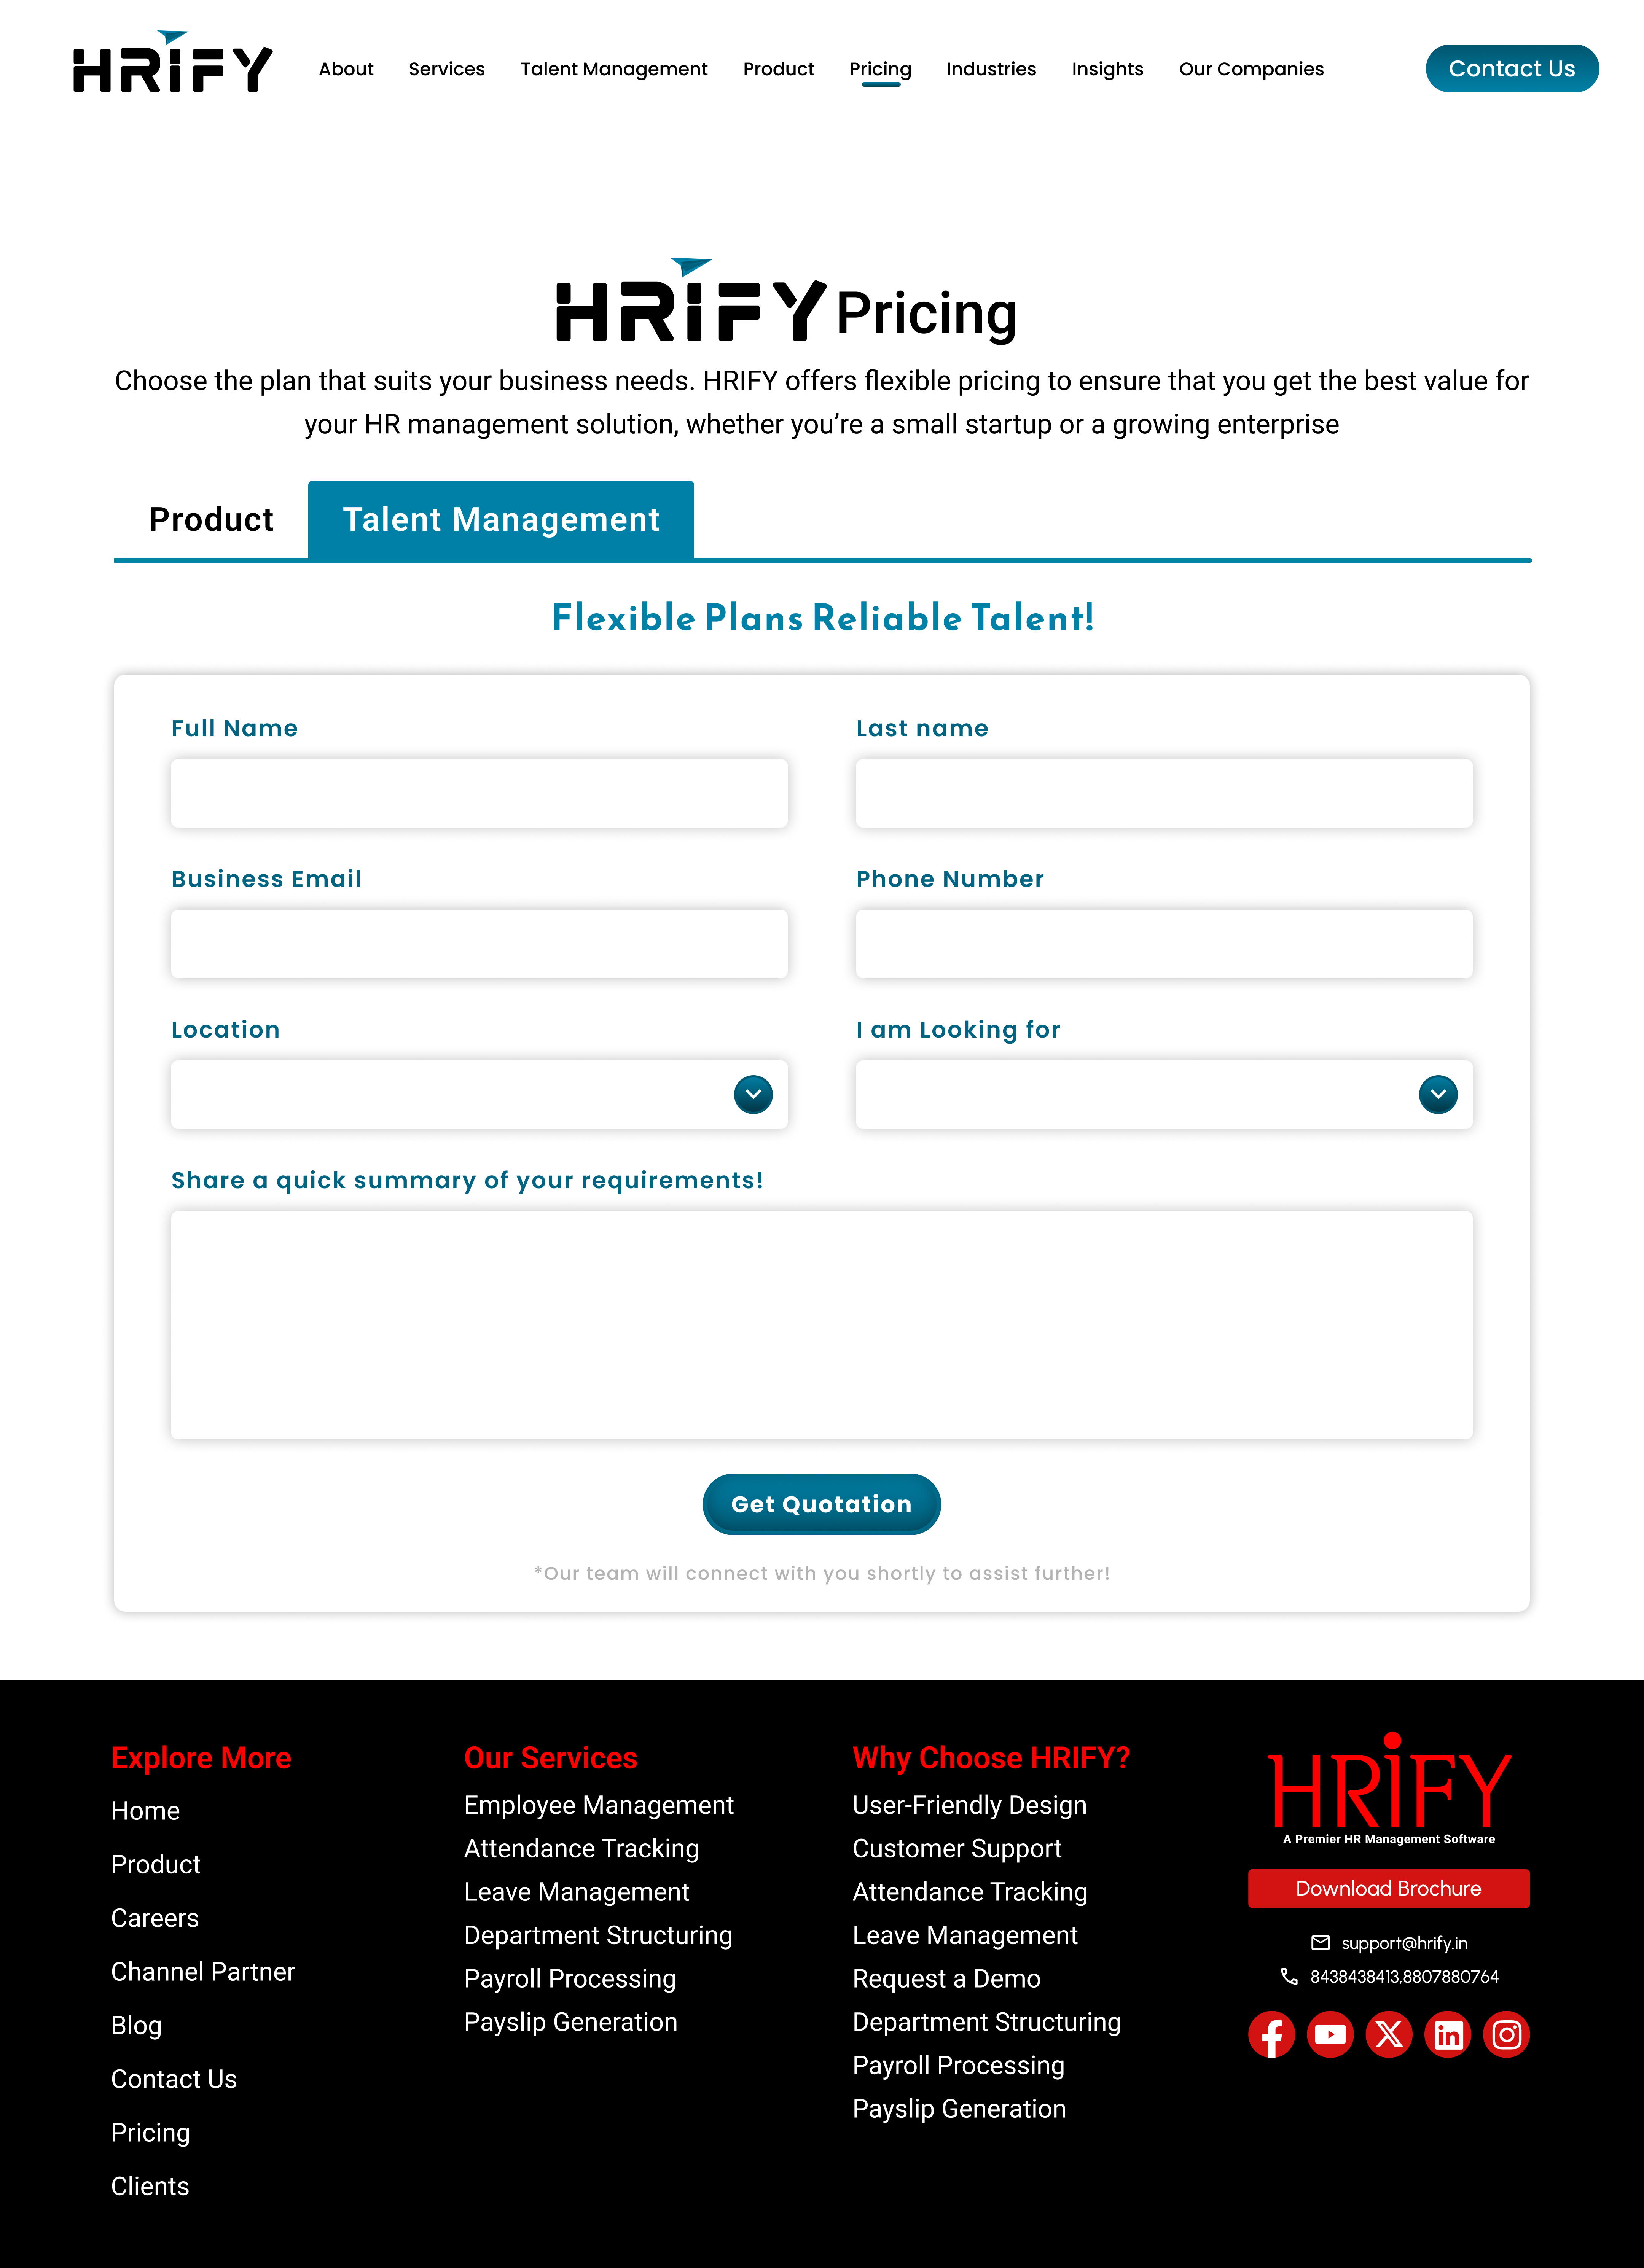 HRIFY
About
Services
Talent Management
Product
Pricing
Industries
Insights
Our Companies
Contact Us
HRIFY Pricing
Choose the plan that suits your business needs. HRIFY offers flexible pricing to ensure that you get the best value for
your HR management solution, whether you’re a small startup or a growing enterprise
Product
Talent Management
Flexible Plans Reliable Talent!
Full Name
Last name
Business Email
Phone Number
Location
I am Looking for
Share a quick summary of your requirements!
Get Quotation
*Our team will connect with you shortly to assist further!
Explore More
Home
Product
Careers
Channel Partner
Blog
Contact Us
Pricing
Clients
Our Services
Employee Management
Attendance Tracking
Leave Management
Department Structuring
Payroll Processing
Payslip Generation
Why Choose HRIFY?
User-Friendly Design
Customer Support
Attendance Tracking
Leave Management
Request a Demo
Department Structuring
Payroll Processing
Payslip Generation
HRiFY
A Premier HR Management Software
Download Brochure
support@hrify.in
8438438413,8807880764